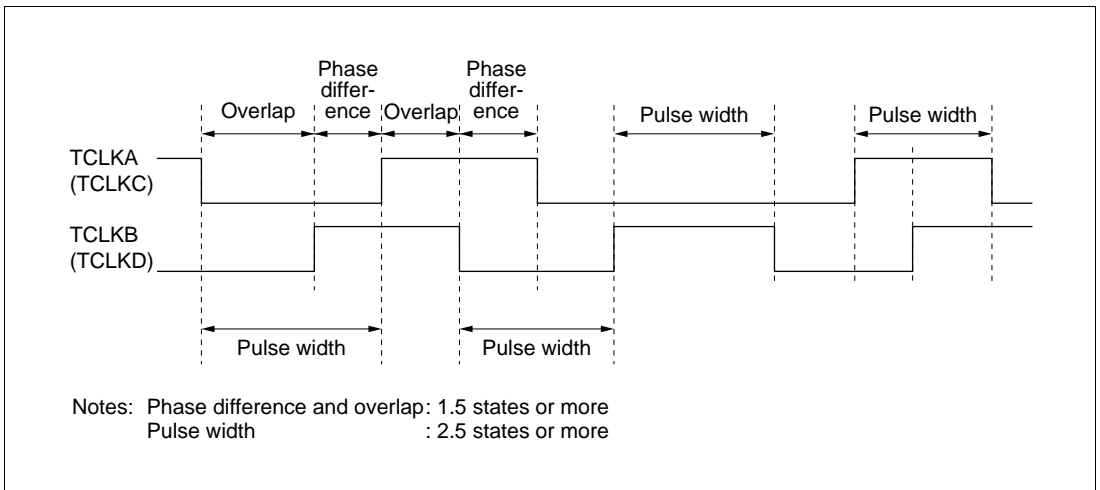 Phase
differ-
ence
Phase
differ-
ence
Overlap
Overlap
Pulse width
Pulse width
TCLKA
(TCLKC)
TCLKB
(TCLKD)
Pulse width
Pulse width
Notes: Phase difference and overlap : 1.5 states or more
Pulse width : 2.5 states or more